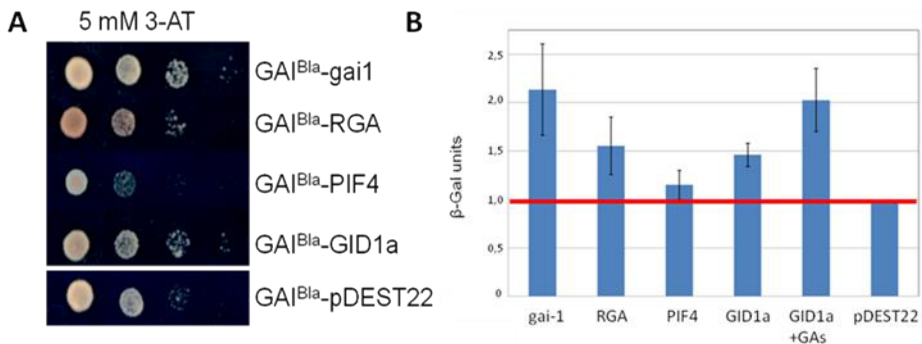 A
5 mM 3-AT
GAIBla-gai1
GAIBla-RGA
GAIBla-PIF4
GAIBla-GID1a
GAIBla-pDEST22
B
β-Gal units
2,5
2,0
1,5
1,0
0,5
0
gai-1 RGA PIF4 GID1a GID1a +GAs pDEST22